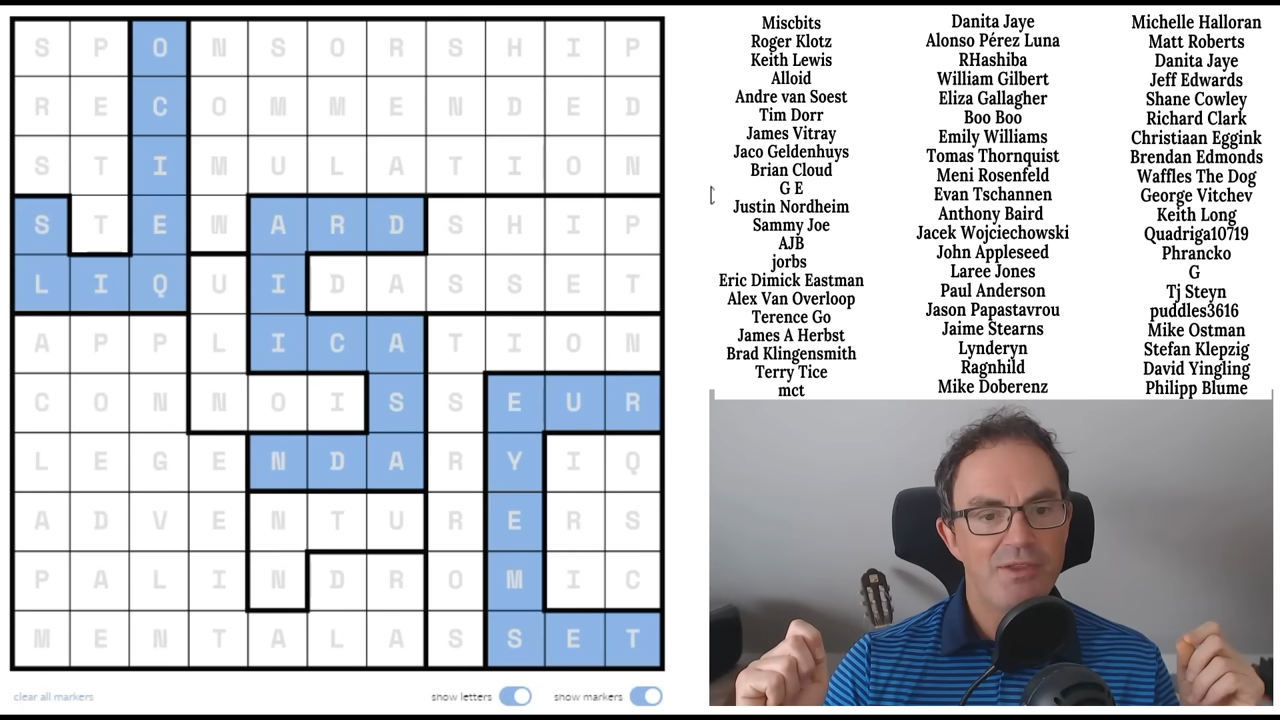 S P O N S O R S H I P
R E C O M M E N D E D
S T I M U L A T I O N
S T E W A R D S H I P
L I Q U I D A S S E T
A P P L I C A T I O N
C O N N O I S S E U R
L E G E N D A R Y I Q
A D V E N T U R E R S
P A L I N D R O M I C
M E N T A L A S S E T
clear all markers
show letters
show markers
Miscbits
Roger Klotz
Keith Lewis
Alloid
Andre van Soest
Tim Dorr
James Vitray
Jaco Geldenhuys
Brian Cloud
G E
Justin Nordheim
Sammy Joe
AJB
jorbs
Eric Dimick Eastman
Alex Van Overloop
Terence Go
James A Herbst
Brad Klingensmith
Terry Tice
mct
Danita Jaye
Alonso Pérez Luna
RHashiba
William Gilbert
Eliza Gallagher
Boo Boo
Emily Williams
Tomas Thornquist
Meni Rosenfeld
Evan Tschannen
Anthony Baird
Jacek Wojciechowski
John Appleseed
Laree Jones
Paul Anderson
Jason Papastavrou
Jaime Stearns
Lynderyn
Ragnhild
Mike Doberenz
Michelle Halloran
Matt Roberts
Danita Jaye
Jeff Edwards
Shane Cowley
Richard Clark
Christiaan Eggink
Brendan Edmonds
Waffles The Dog
George Vitchev
Keith Long
Quadriga10719
Phrancko
G
Tj Steyn
puddles3616
Mike Ostman
Stefan Klepzig
David Yingling
Philipp Blume